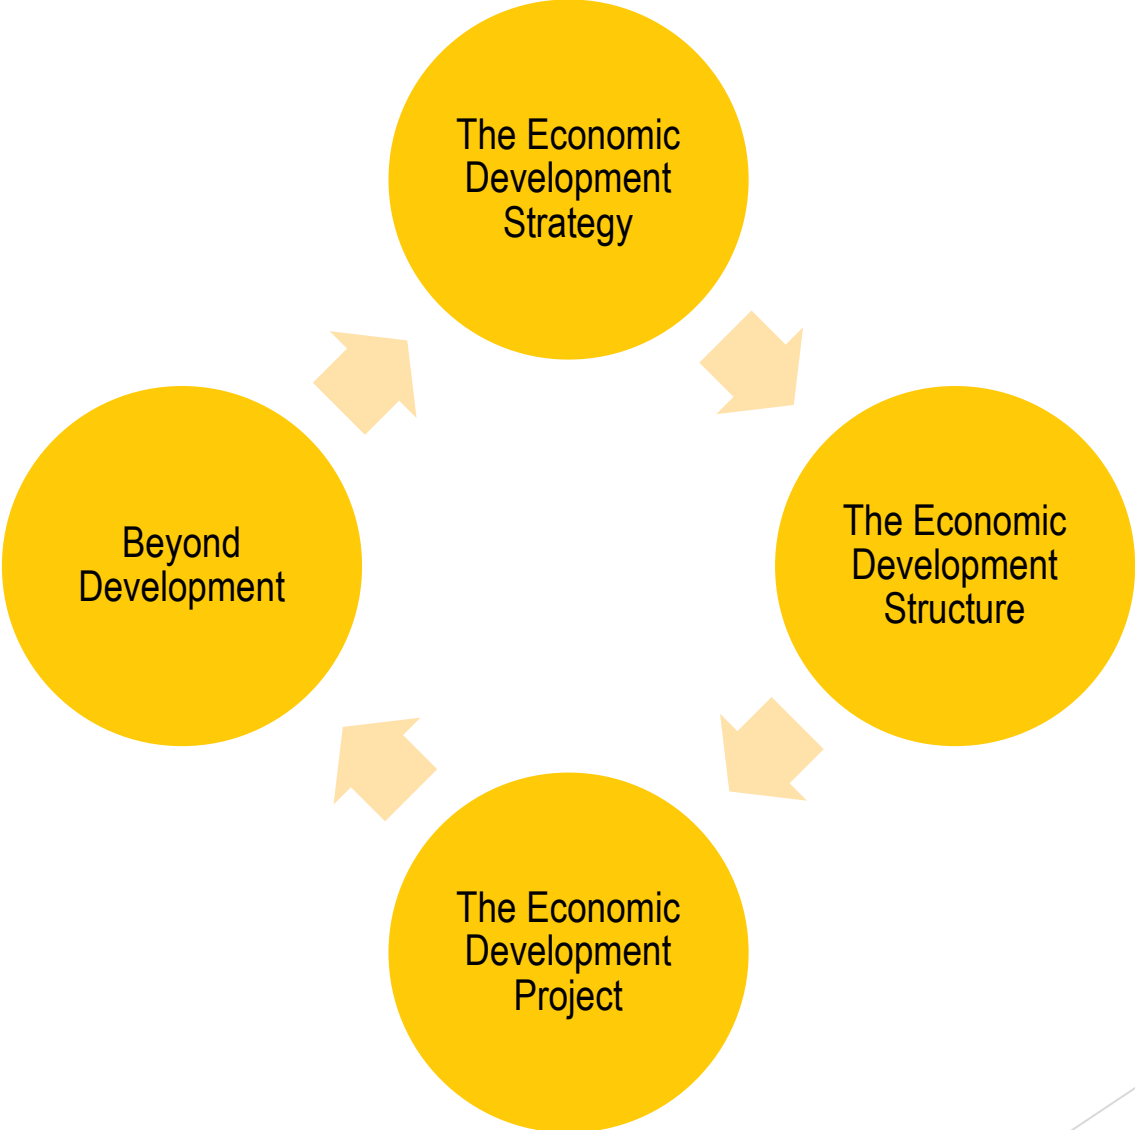 The Economic
Development
Strategy
The Economic
Development
Structure
The Economic
Development
Project
Beyond
Development